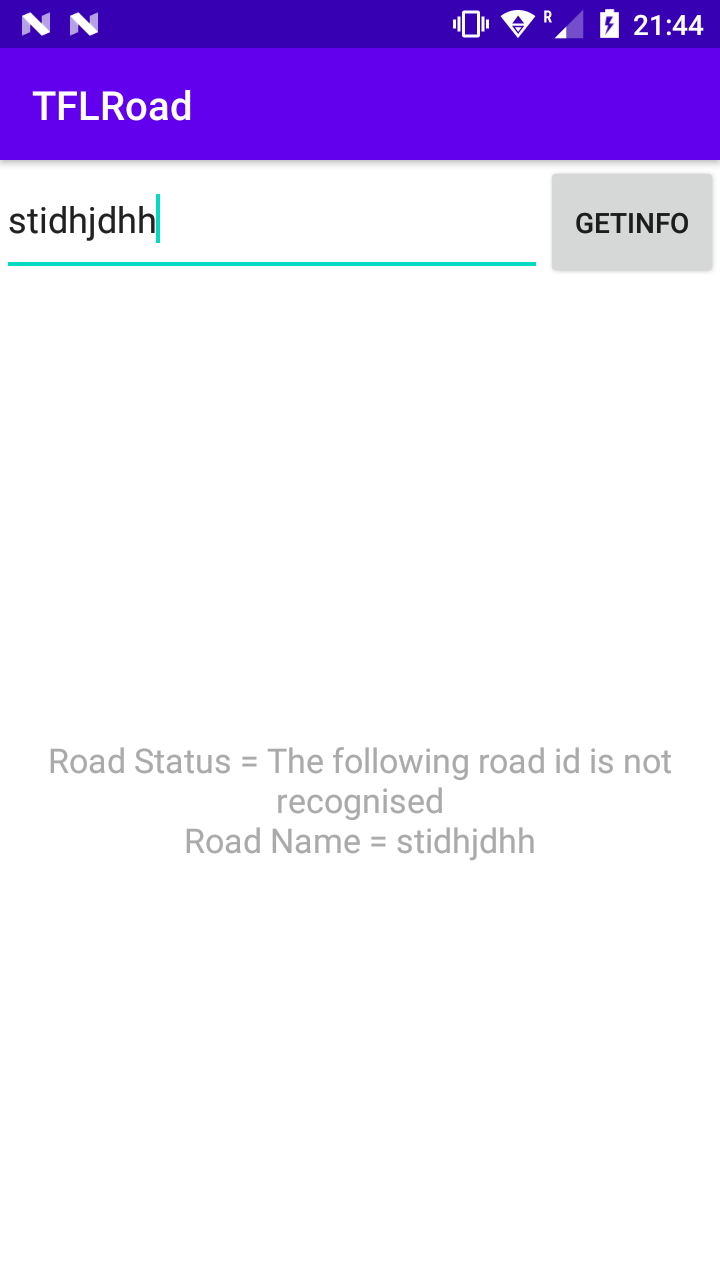 R 21:44
TFLRoad
stidhjdhh
GETINFO
Road Status = The following road id is not
recognised
Road Name = stidhjdhh